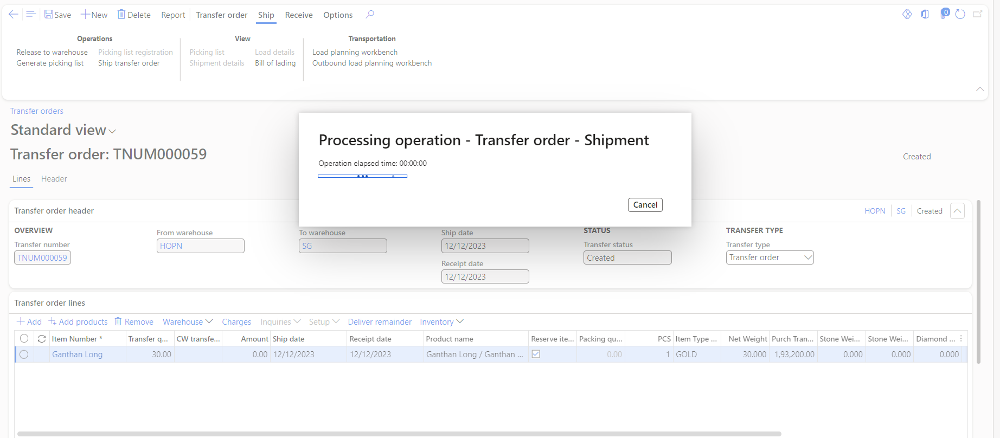 Save New Delete Report Transfer order Ship Receive Options 0
Operations View Transportation
Release to warehouse Picking list registration Picking list Load details Load planning workbench
Generate picking list Ship transfer order Shipment details Bill of lading Outbound load planning workbench
Transfer orders
Standard view
Transfer order: TNUM000059
Created
Lines Header
Processing operation - Transfer order - Shipment
Operation elapsed time: 00:00:00
Cancel
Transfer order header HOPN SG Created
OVERVIEW
Transfer number
TNUM000059
From warehouse
HOPN
To warehouse
SG
Ship date
12/12/2023
Receipt date
12/12/2023
STATUS
Transfer status
Created
TRANSFER TYPE
Transfer type
Transfer order
Transfer order lines
Add Add products Remove Warehouse Charges Inquiries Setup Deliver remainder Inventory
Item Number * Transfer q... CW transfe... Amount Ship date Receipt date Product name Reserve ite... Packing qu... PCS Item Type ... Net Weight Purch Tran... Stone Wei... Stone Wei... Diamond ...
Ganthan Long 30.00 0.00 12/12/2023 12/12/2023 Ganthan Long / Ganthan ... 0.00 1 GOLD 30.000 1,93,200.00 0.000 0.000 0.000